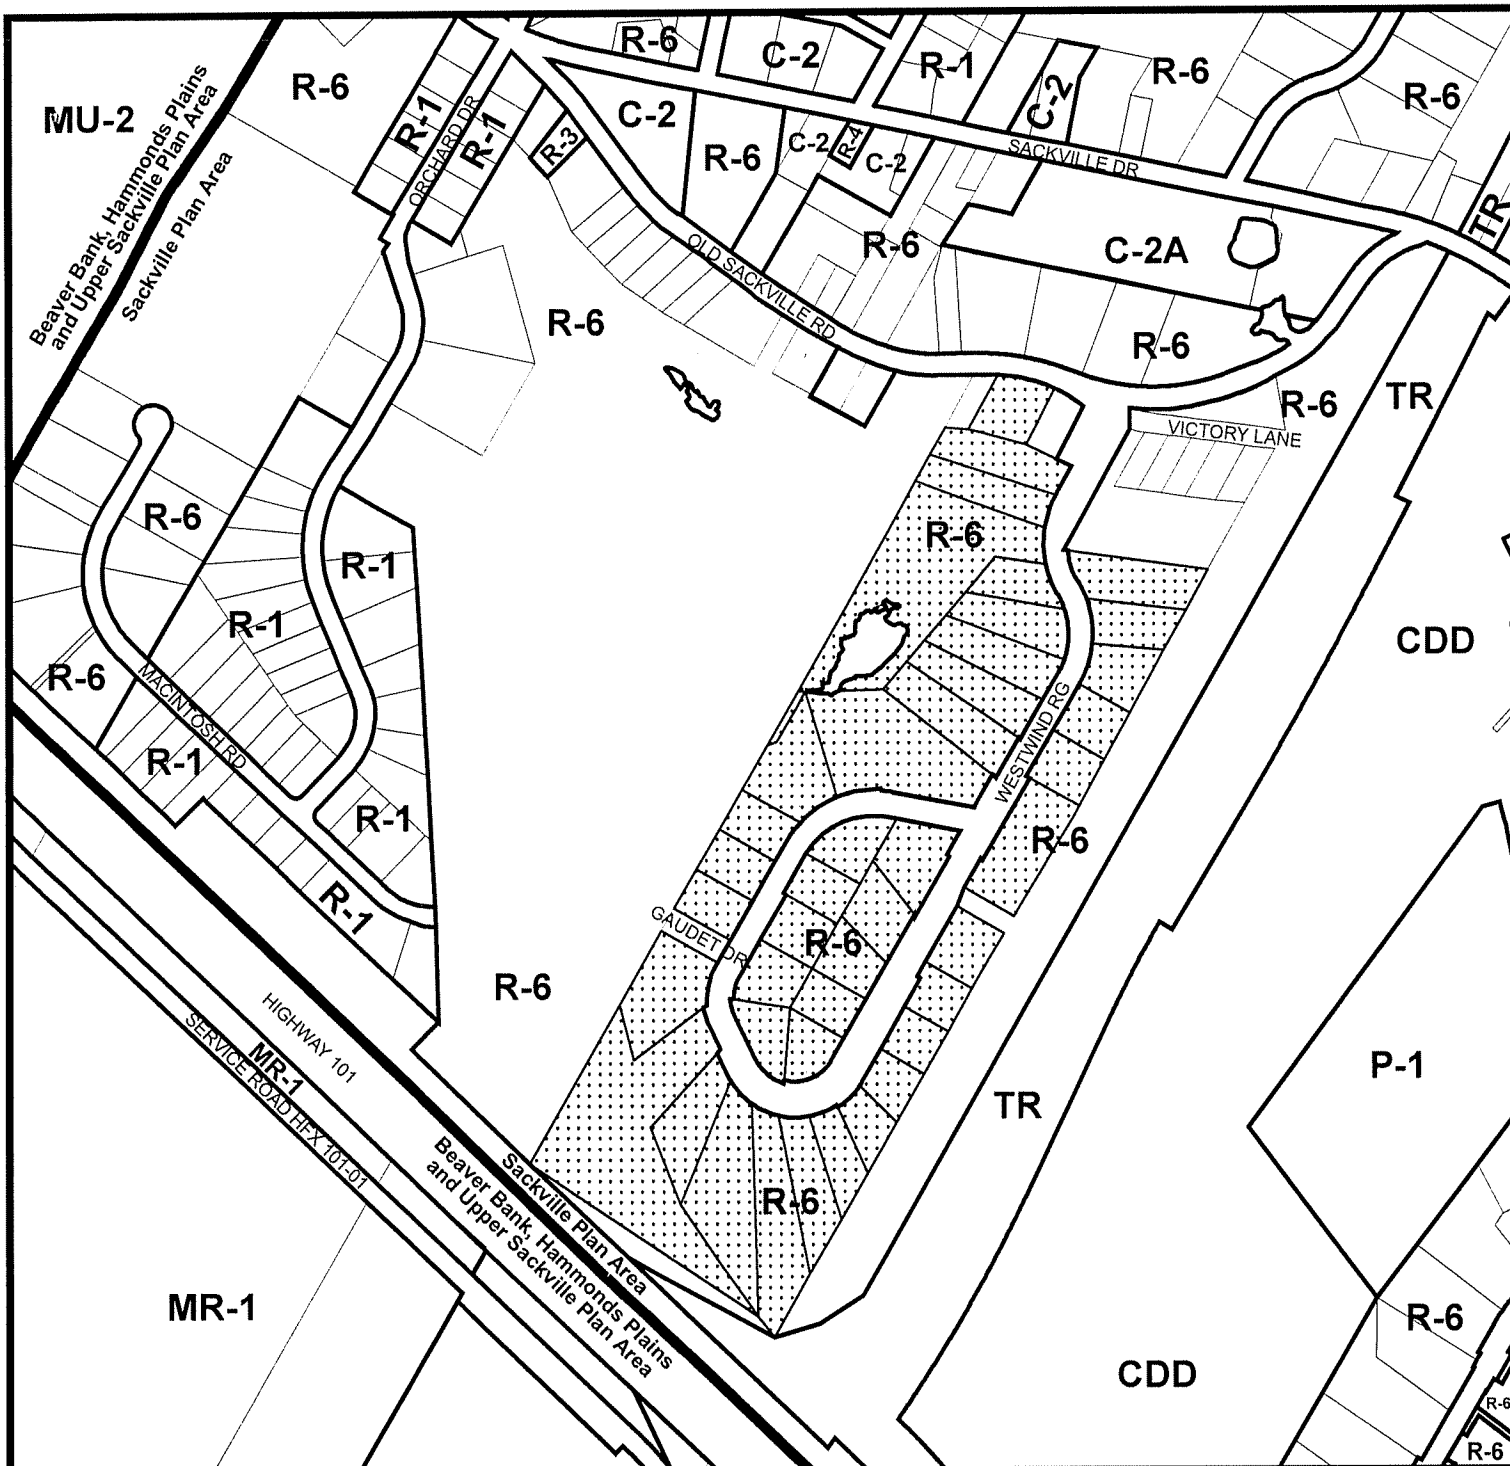 R-6
C-2
R-1
R-6
R-6
MU-2
R-6
R-1
ORCHARD DR
R-1
R-3
C-2
R-6
C-2
R-4
C-2
C-2
SACKVILLE DR
TR
Beaver Bank, Hammonds Plains
and Upper Sackville Plan Area
Sackville Plan Area
R-6
OLD SACKVILLE RD
R-6
C-2A
R-6
R-6
TR
VICTORY LANE
R-6
R-1
R-6
R-1
R-6
MACINTOSH RD
R-1
R-1
R-1
CDD
WESTWIND RG
R-6
GAUDET DR
R-6
R-6
HIGHWAY 101
MR-1
SERVICE ROAD HFX 101-01
P-1
TR
Sackville Plan Area
Beaver Bank, Hammonds Plains
and Upper Sackville Plan Area
R-6
MR-1
CDD
R-6
R-6
R-6